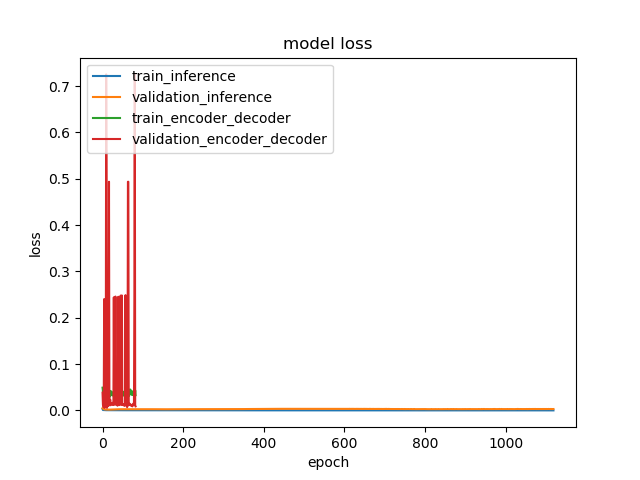 model loss
train_inference
validation_inference
train_encoder_decoder
validation_encoder_decoder
loss
0.7
0.6
0.5
0.4
0.3
0.2
0.1
0.0
0 200 400 600 800 1000
epoch